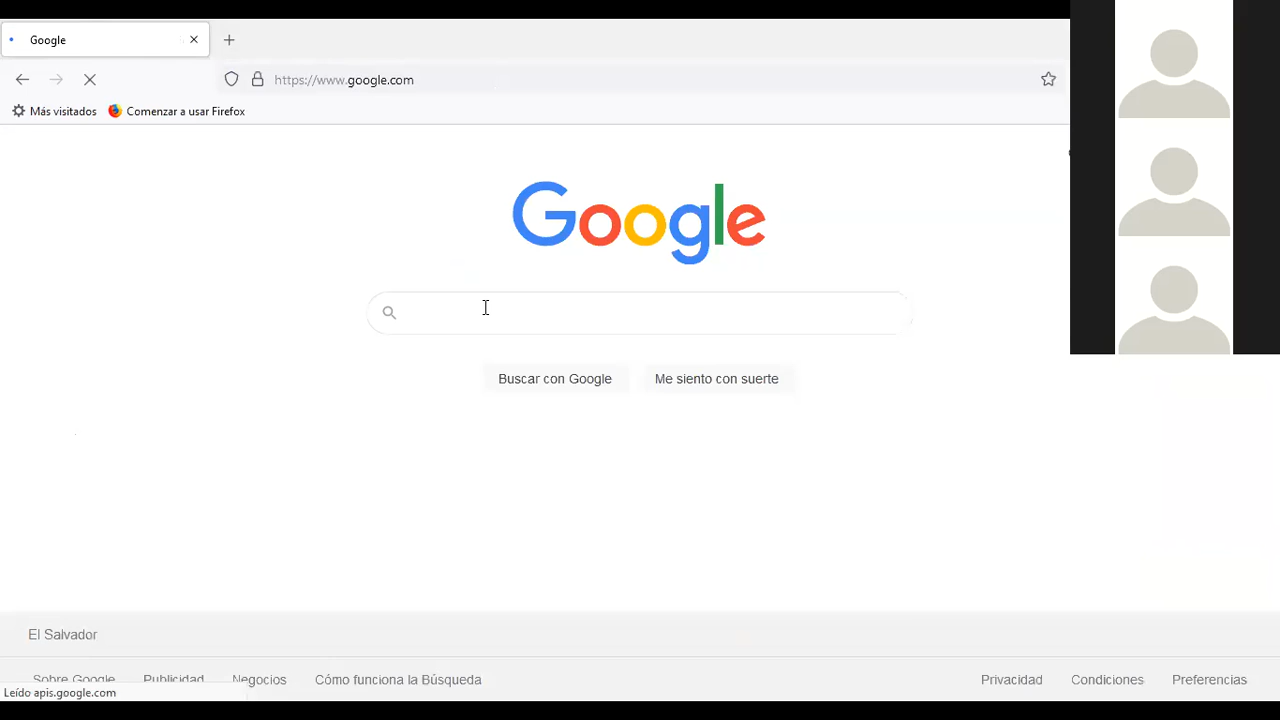 Google
https://www.google.com
Más visitados Comenzar a usar Firefox
Google
Buscar con Google Me siento con suerte
El Salvador
Sobre Google Publicidad Negocios Cómo funciona la Búsqueda Privacidad Condiciones Preferencias
Leído apis.google.com